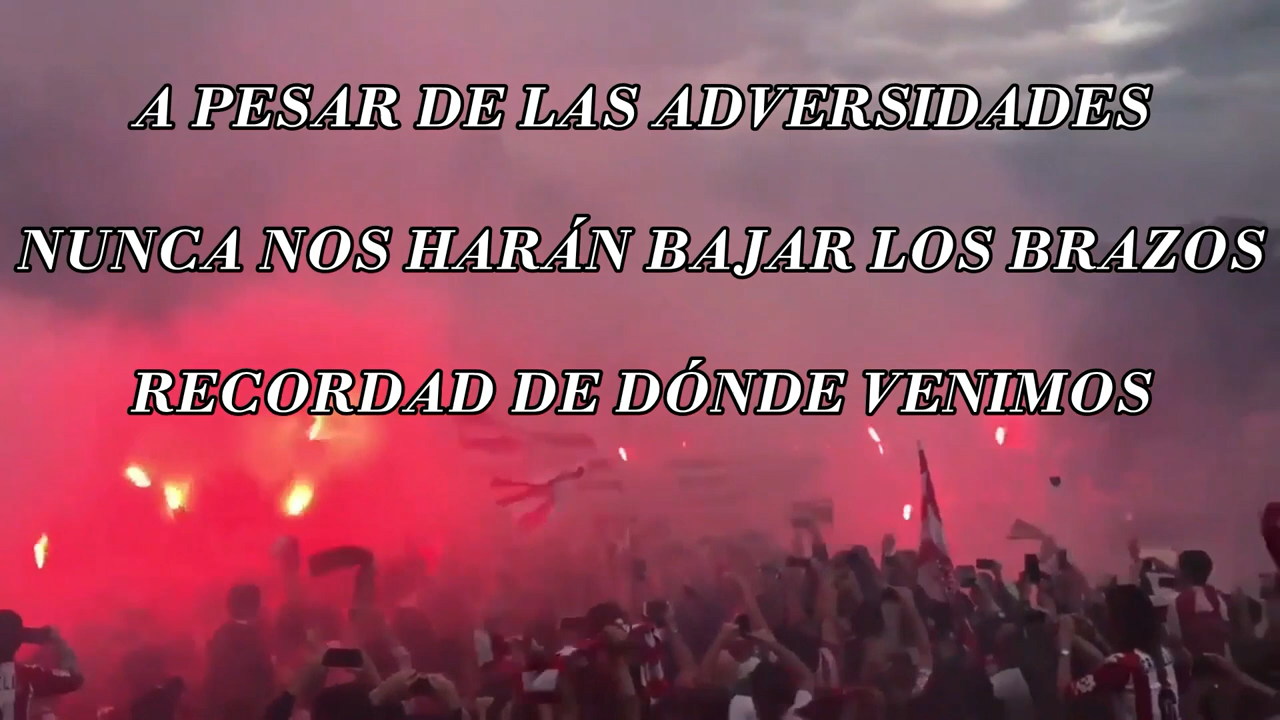 A PESAR DE LAS ADVERSIDADES
NUNCA NOS HARÁN BAJAR LOS BRAZOS
RECORDAD DE DÓNDE VENIMOS